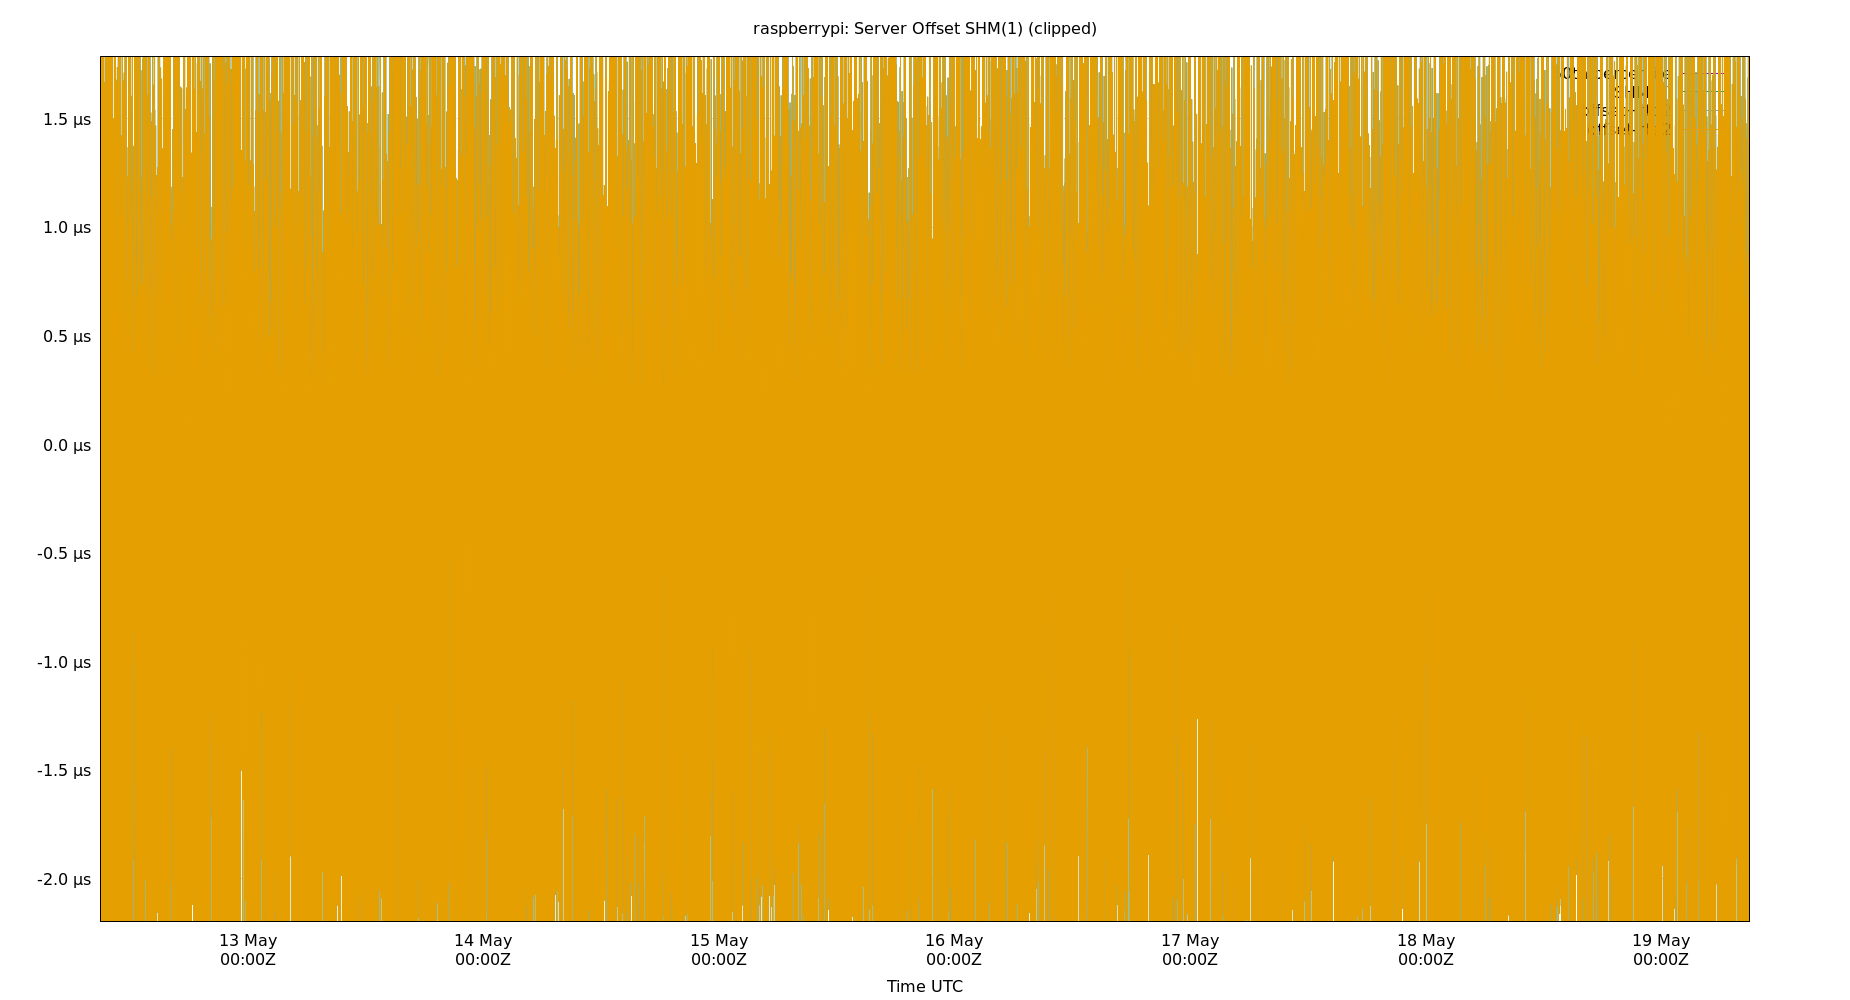 raspberrypi: Server Offset SHM(1) (clipped)
1.5 µs
1.0 µs
0.5 µs
0.0 µs
-0.5 µs
-1.0 µs
-1.5 µs
-2.0 µs
13 May 14 May 15 May 16 May 17 May 18 May 19 May
00:00Z 00:00Z 00:00Z 00:00Z 00:00Z 00:00Z 00:00Z
Time UTC